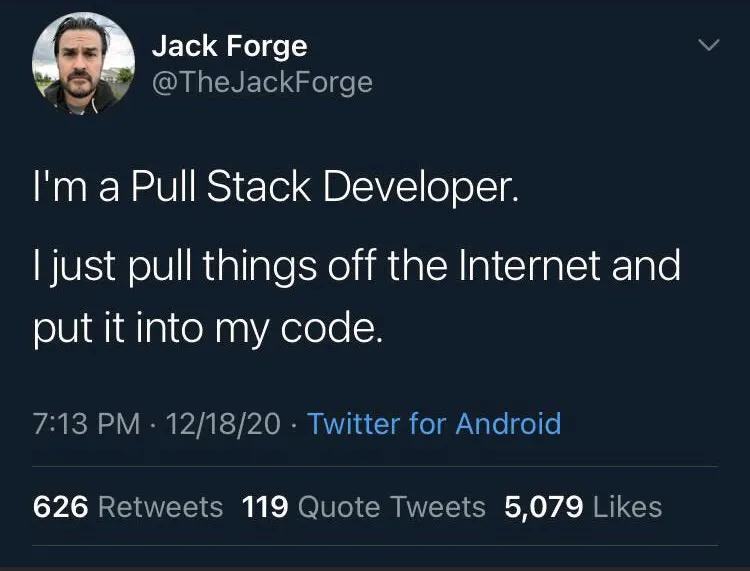 Jack Forge
@TheJackForge
I'm a Pull Stack Developer.
I just pull things off the Internet and
put it into my code.
7:13 PM · 12/18/20 · Twitter for Android
626 Retweets 119 Quote Tweets 5,079 Likes